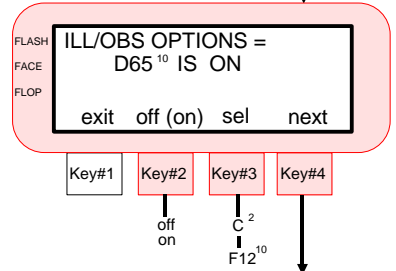 FLASH
FACE
FLOP
ILL/OBS OPTIONS =
D65 10 IS ON
exit off (on) sel next
Key#1 Key#2 Key#3 Key#4
off
on
C 2
F12 10